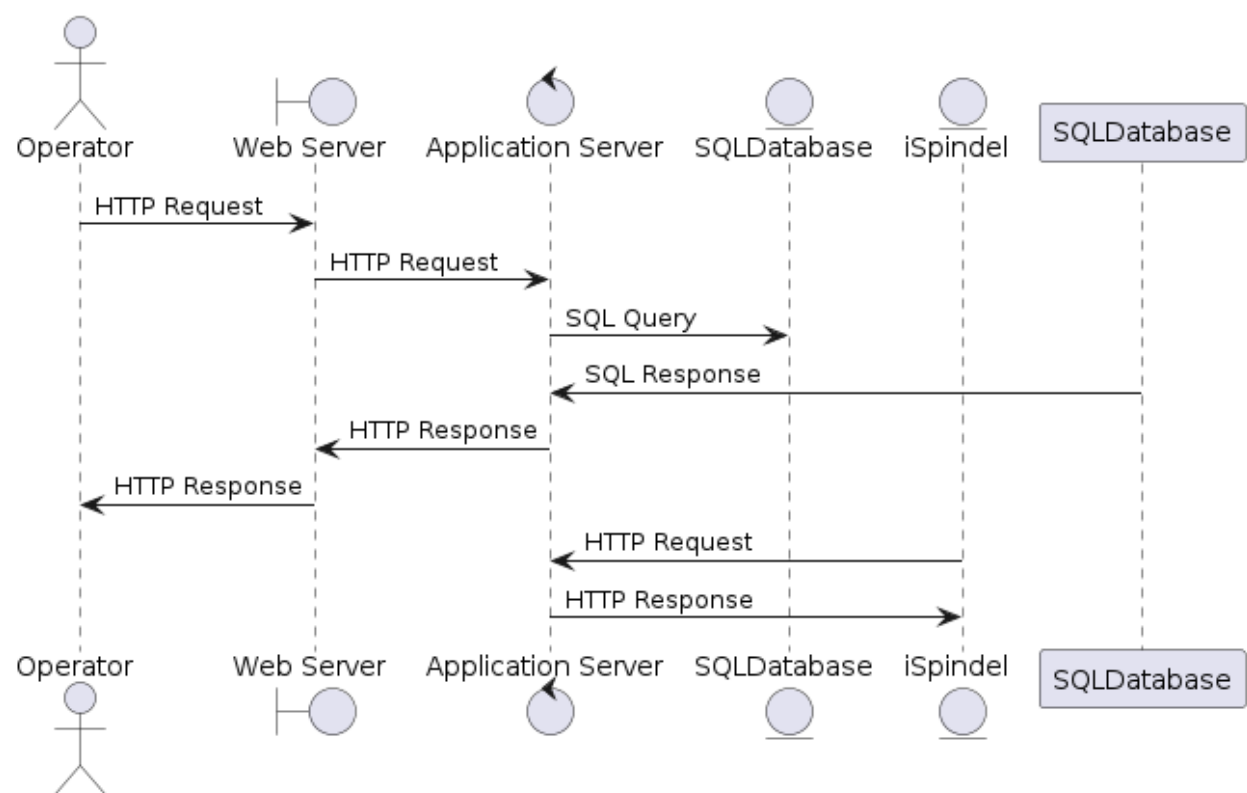 Operator
Web Server
Application Server
SQLDatabase
iSpindel
SQLDatabase
HTTP Request
HTTP Request
SQL Query
SQL Response
HTTP Response
HTTP Response
HTTP Request
HTTP Response
Operator
Web Server
Application Server
SQLDatabase
iSpindel
SQLDatabase